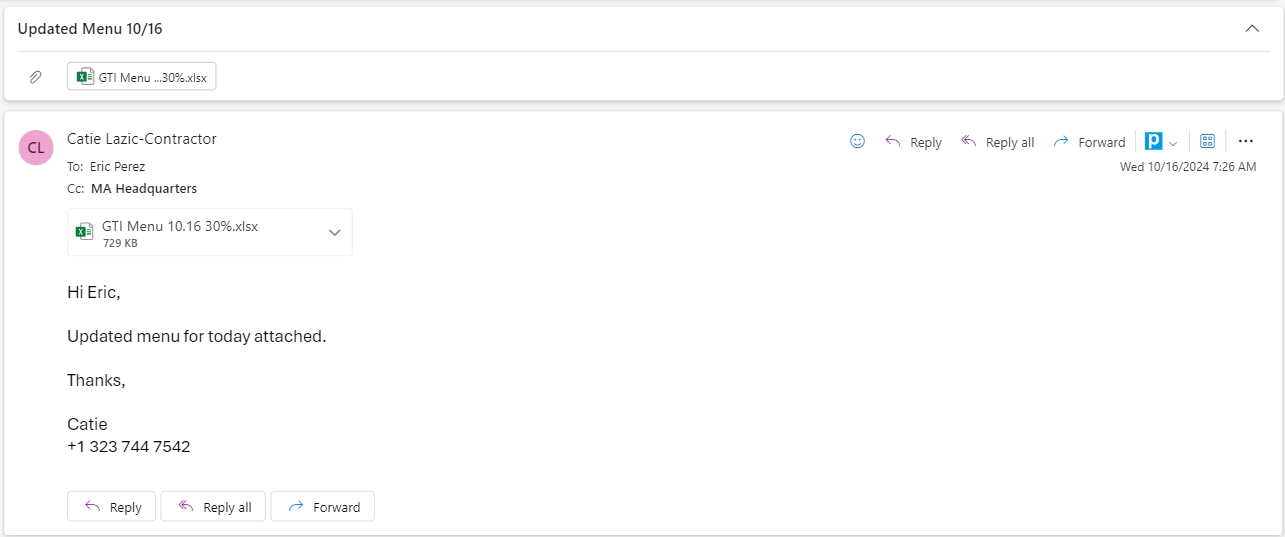 Updated Menu 10/16
GTI Menu ...30%.xlsx
CL
Catie Lazic-Contractor
Reply
Reply all
Forward
p
To: Eric Perez
Wed 10/16/2024 7:26 AM
Cc: MA Headquarters
GTI Menu 10.16 30%.xlsx
729 KB
Hi Eric,
Updated menu for today attached.
Thanks,
Catie
+1 323 744 7542
Reply
Reply all
Forward